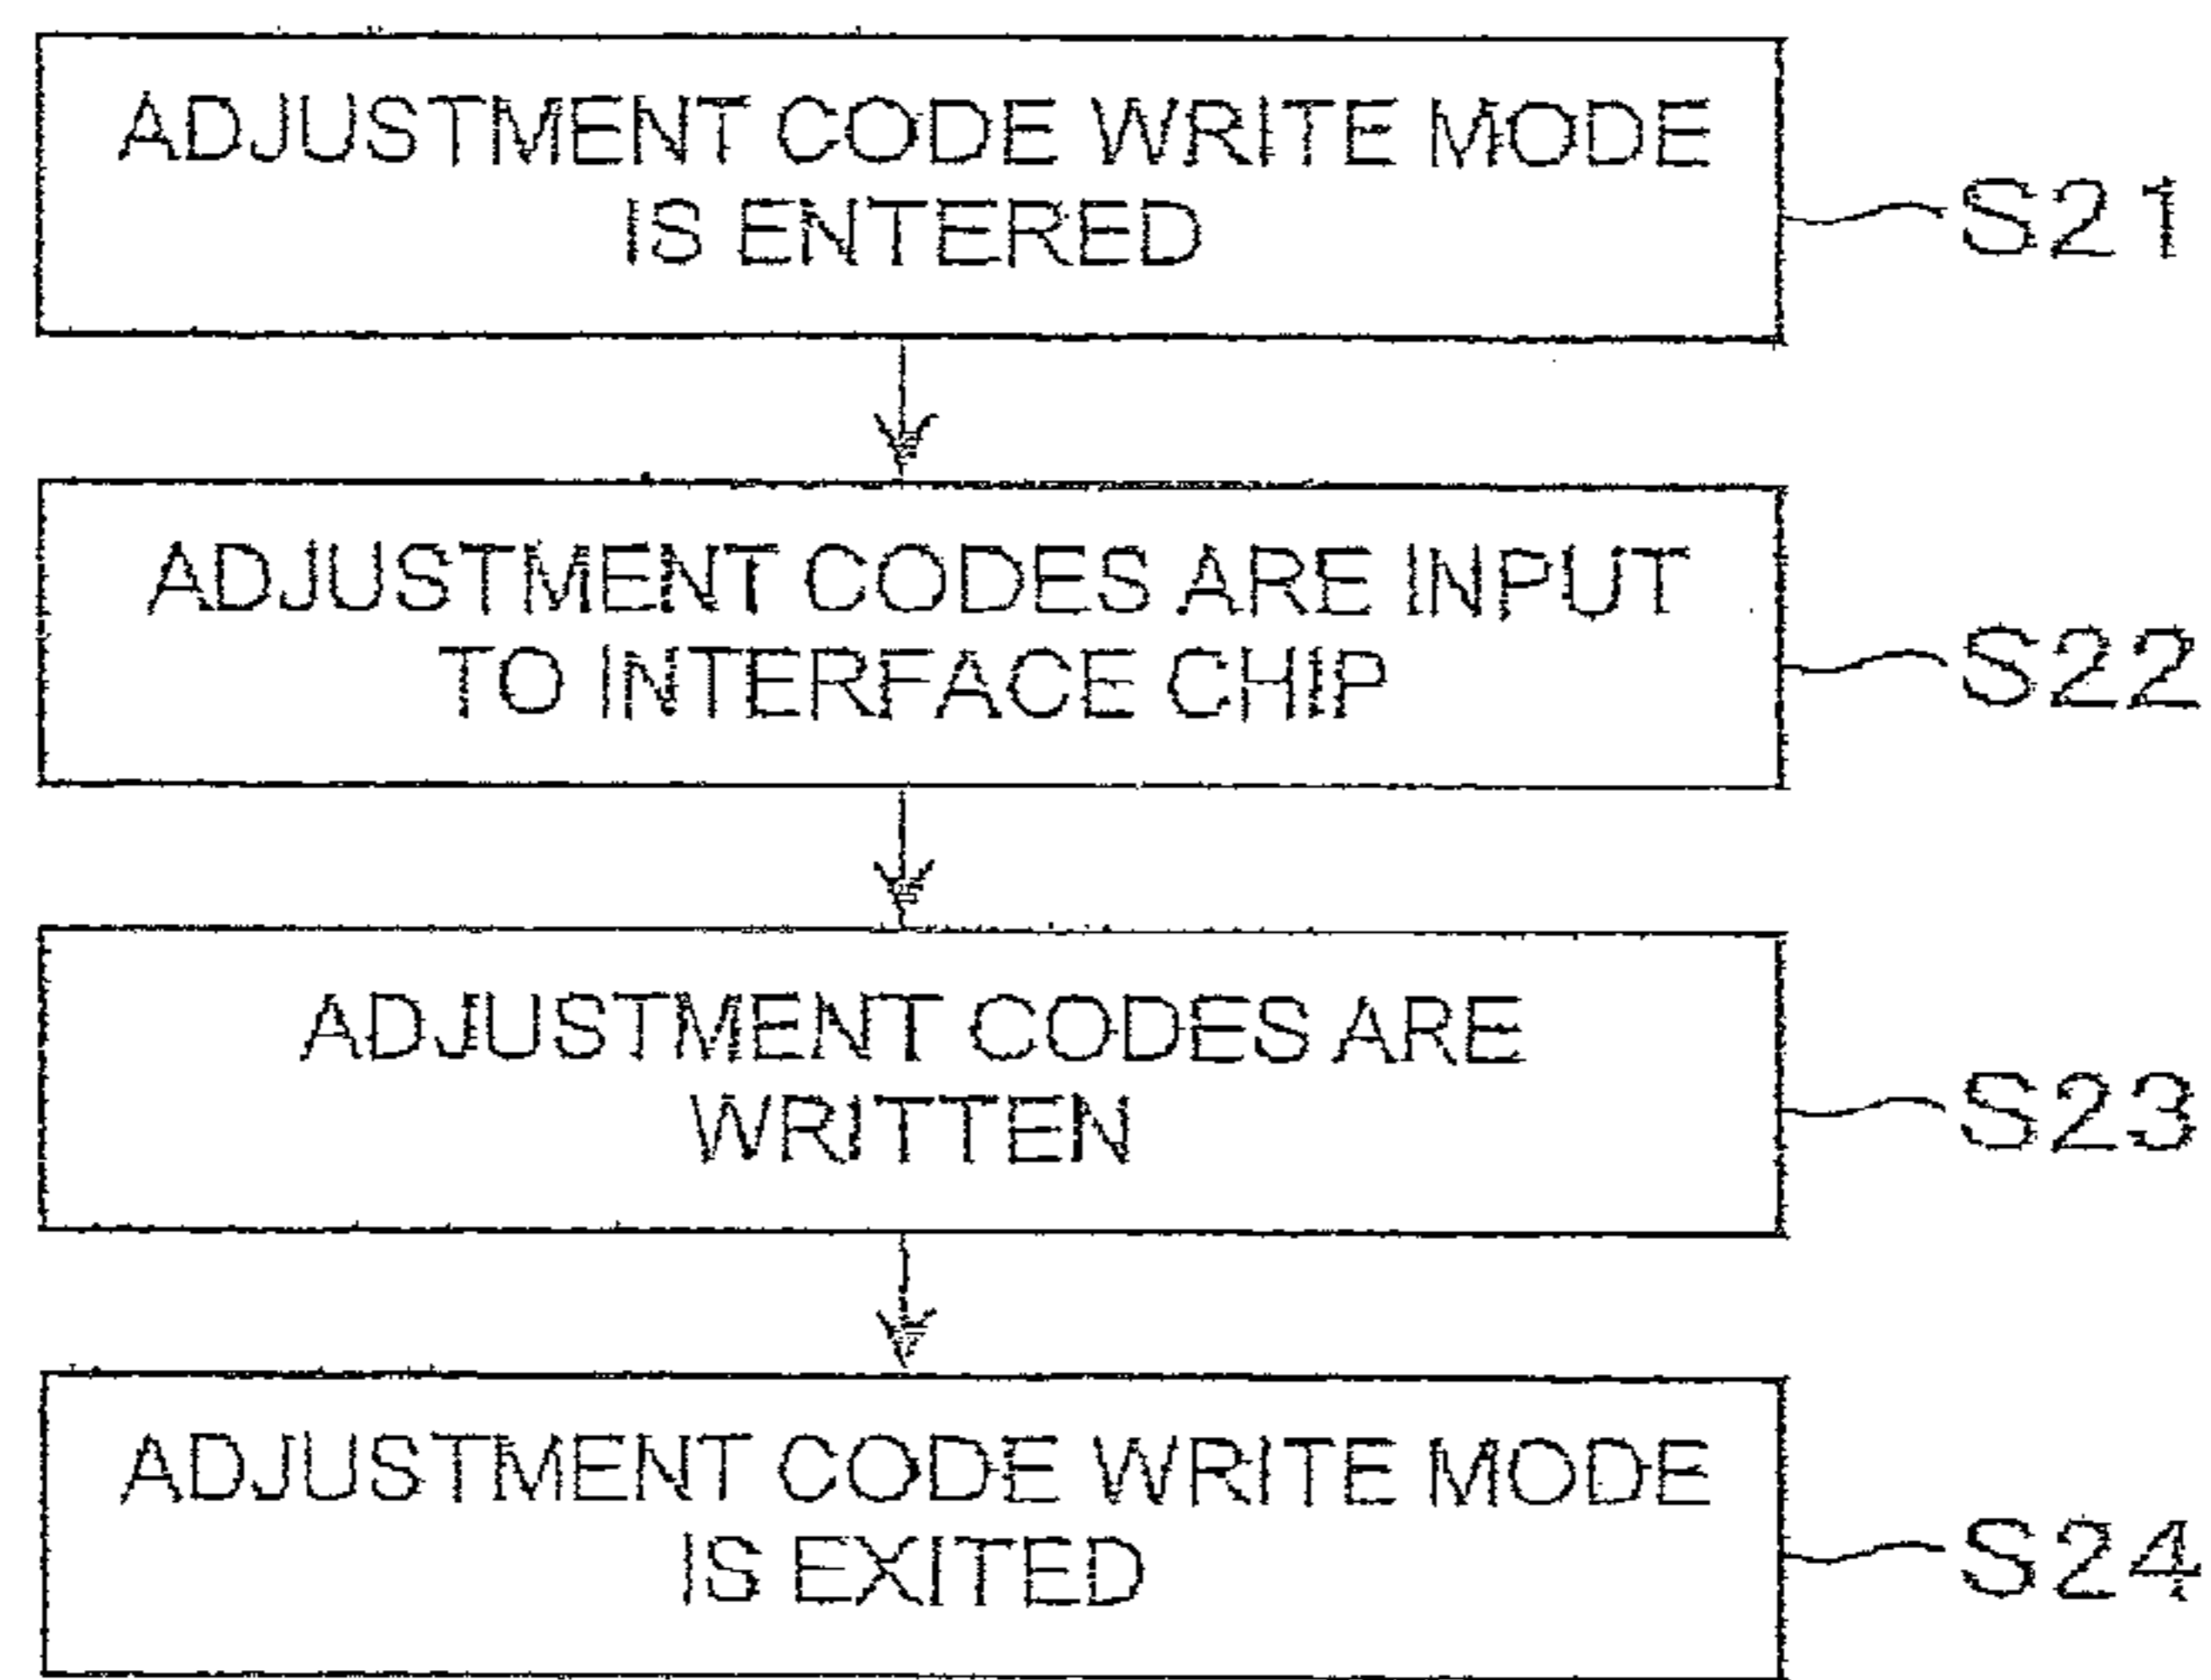 ADJUSTMENT CODE WRITE MODE
IS ENTERED
S21
ADJUSTMENT CODES ARE INPUT
TO INTERFACE CHIP
S22
ADJUSTMENT CODES ARE
WRITTEN
S23
ADJUSTMENT CODE WRITE MODE
IS EXITED
S24